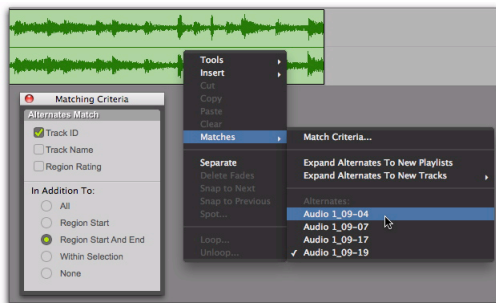 Matching Criteria
Alternates Match
Track ID
Track Name
Region Rating
In Addition To:
All
Region Start
Region Start And End
Within Selection
None
Tools
Insert
Cut
Copy
Paste
Clear
Matches
Separate
Delete Fades
Snap to Next
Snap to Previous
Spot...
Loop...
Unloop...
Match Criteria...
Expand Alternates To New Playlists
Expand Alternates To New Tracks
Alternates:
Audio 1_09-04
Audio 1_09-07
Audio 1_09-17
Audio 1_09-19